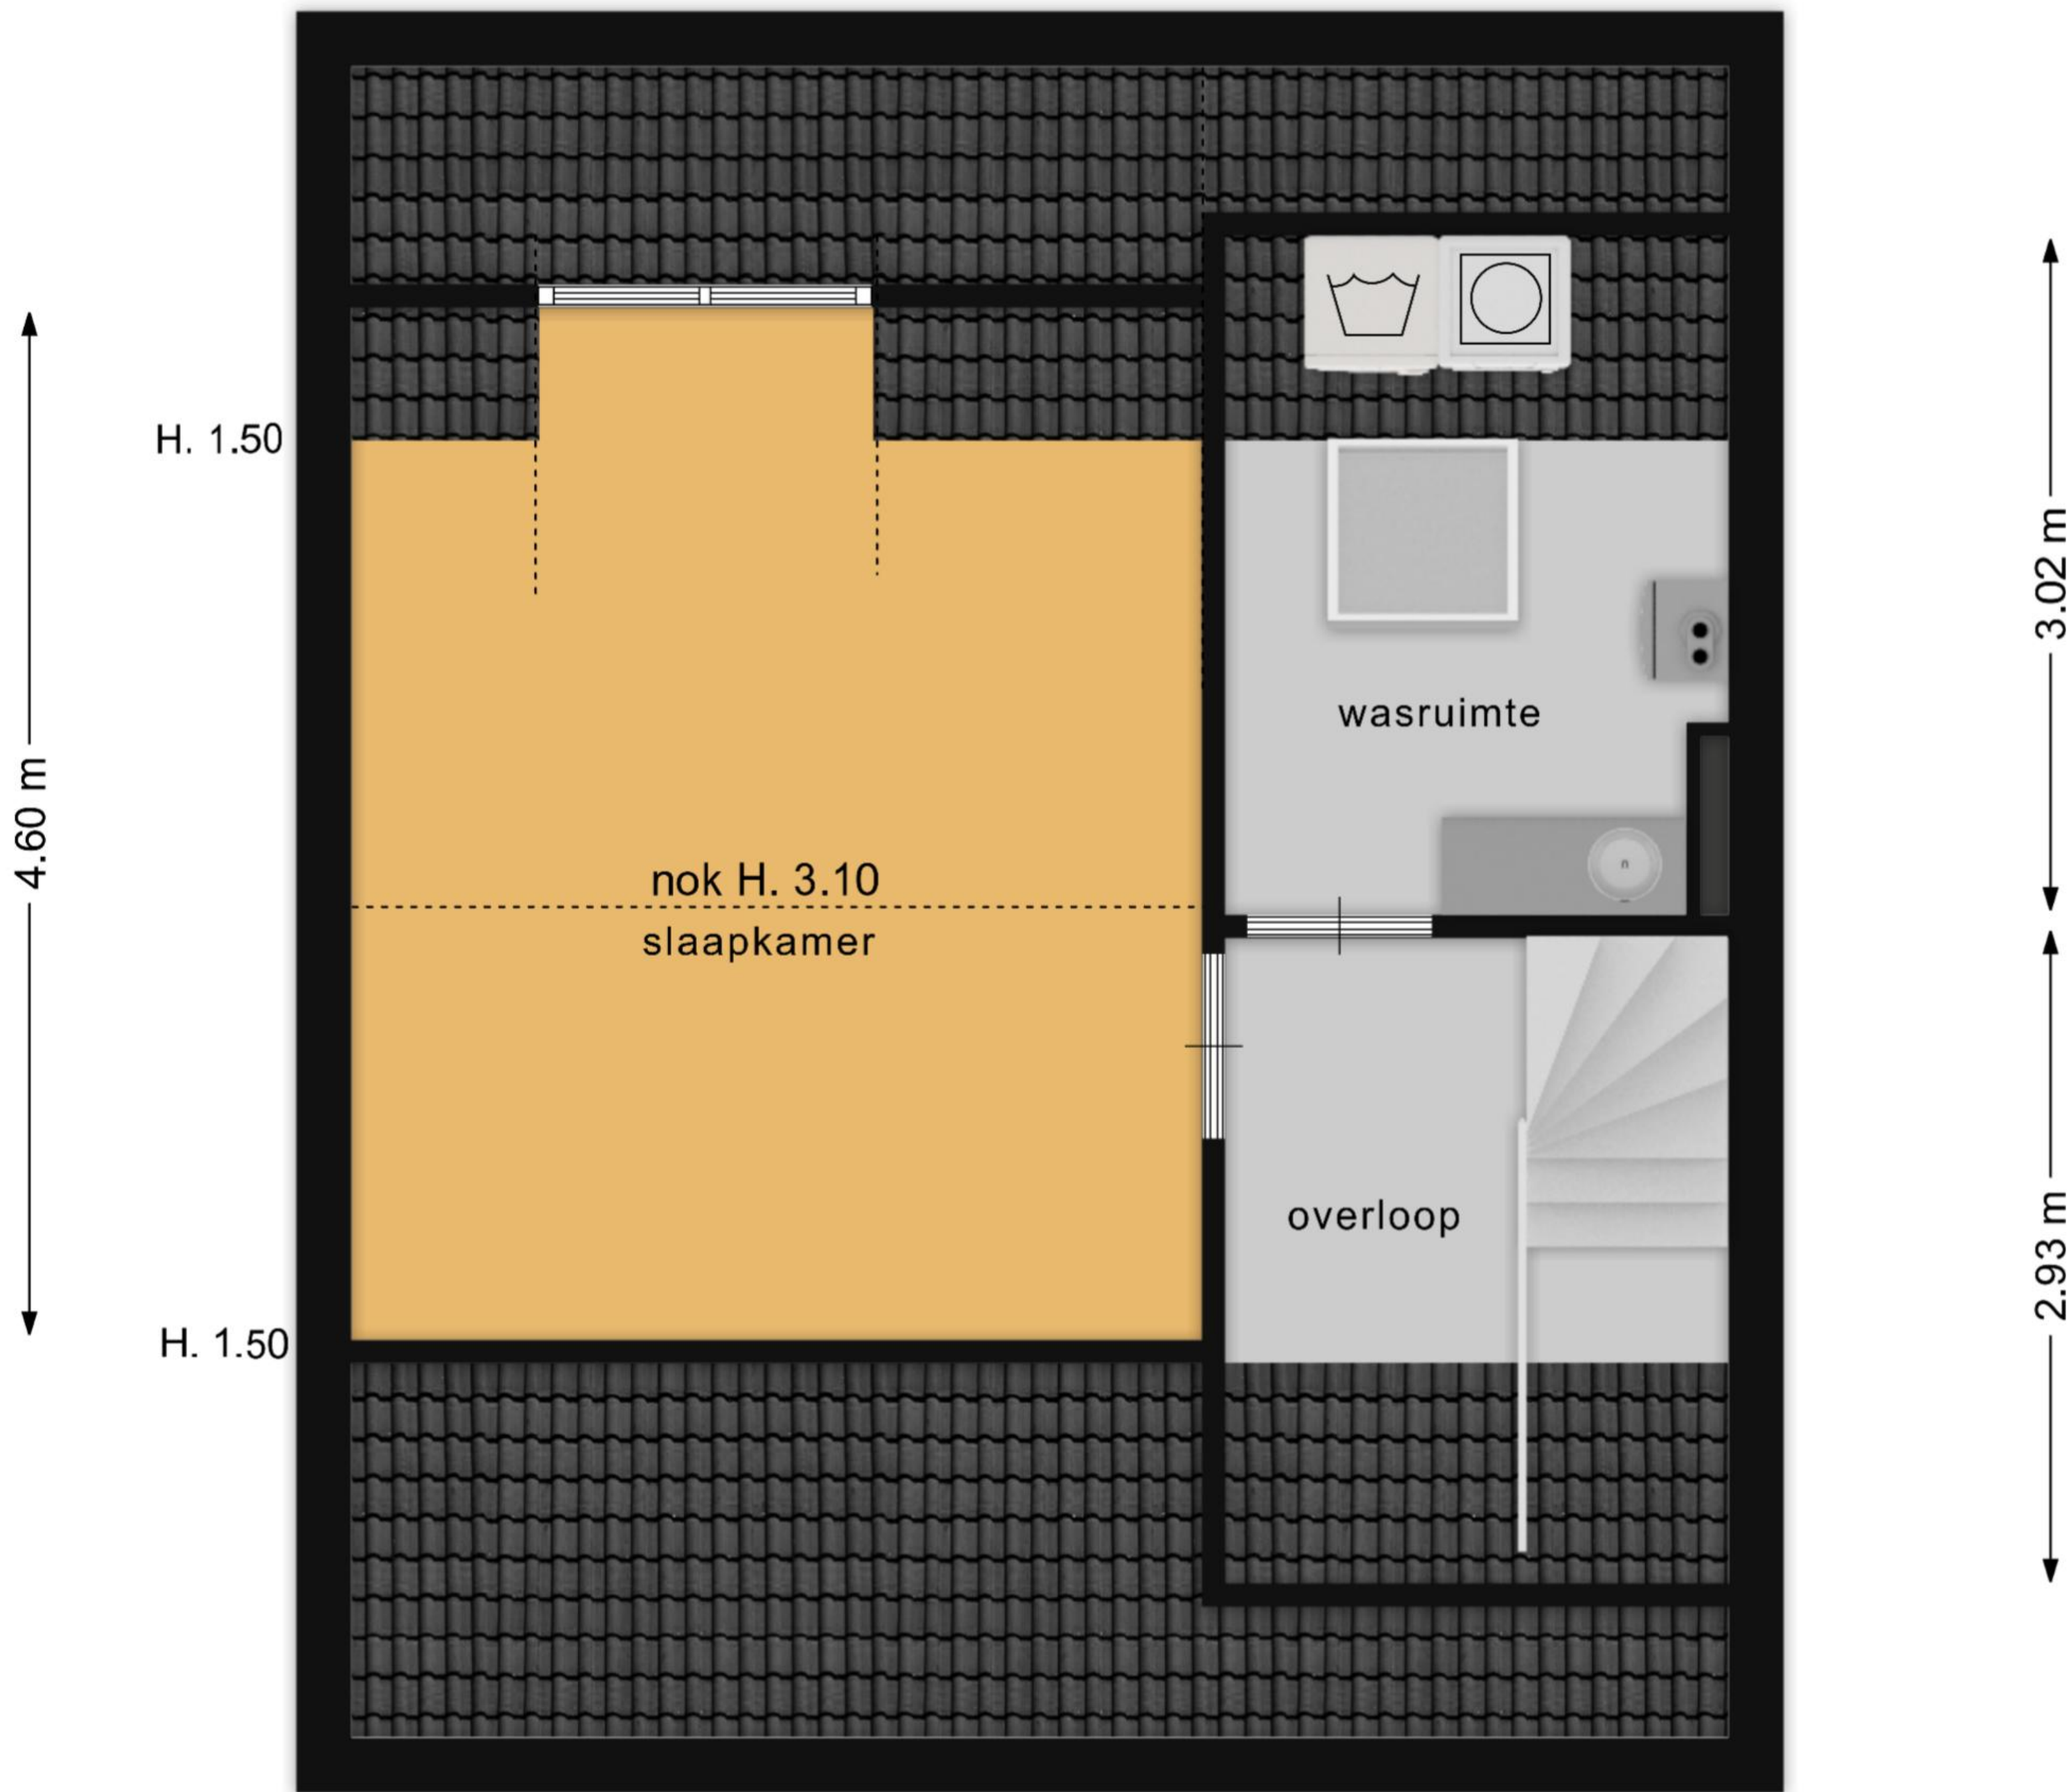 H. 1.50
3.02 m
wasruimte
4.60 m
nok H. 3.10
slaapkamer
overloop
2.93 m
H. 1.50